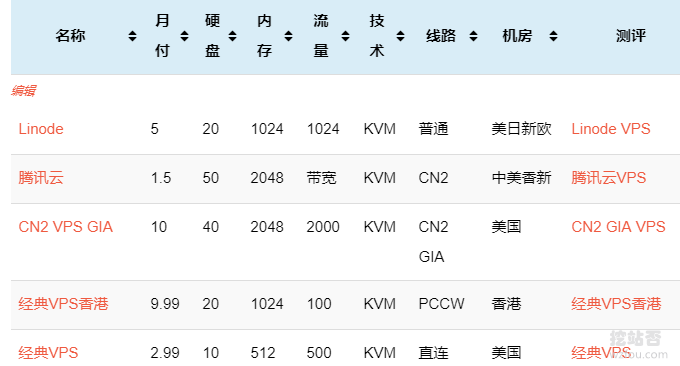 名称 月付 硬盘 内存 流量 技术 线路 机房 测评
编辑
Linode 5 20 1024 1024 KVM 普通 美日新欧 Linode VPS
腾讯云 1.5 50 2048 带宽 KVM CN2 中美香新 腾讯云VPS
CN2 VPS GIA 10 40 2048 2000 KVM CN2 GIA 美国 CN2 GIA VPS
经典VPS香港 9.99 20 1024 100 KVM PCCW 香港 经典VPS香港
经典VPS 2.99 10 512 500 KVM 直连 美国 经典VPS
挖站否